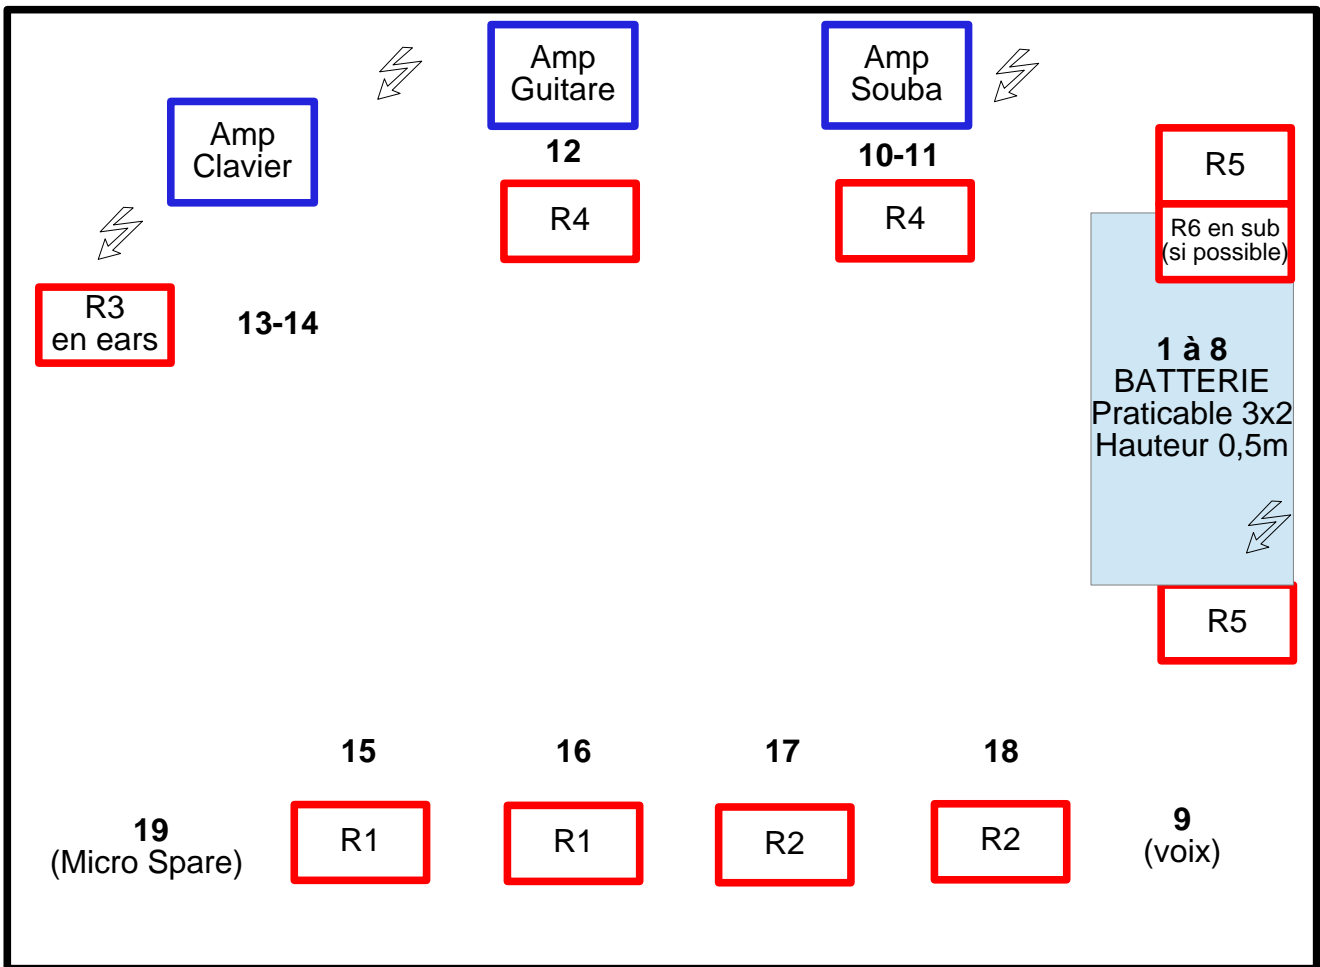 Amp
Guitare
Amp
Souba
Amp
Clavier
12
10-11
R5
R4
R4
R6 en sub
(si possible)
R3
en ears
13-14
1 à 8
BATTERIE
Praticable 3x2
Hauteur 0,5m
R5
15
16
17
18
19
(Micro Spare)
R1
R1
R2
R2
9
(voix)